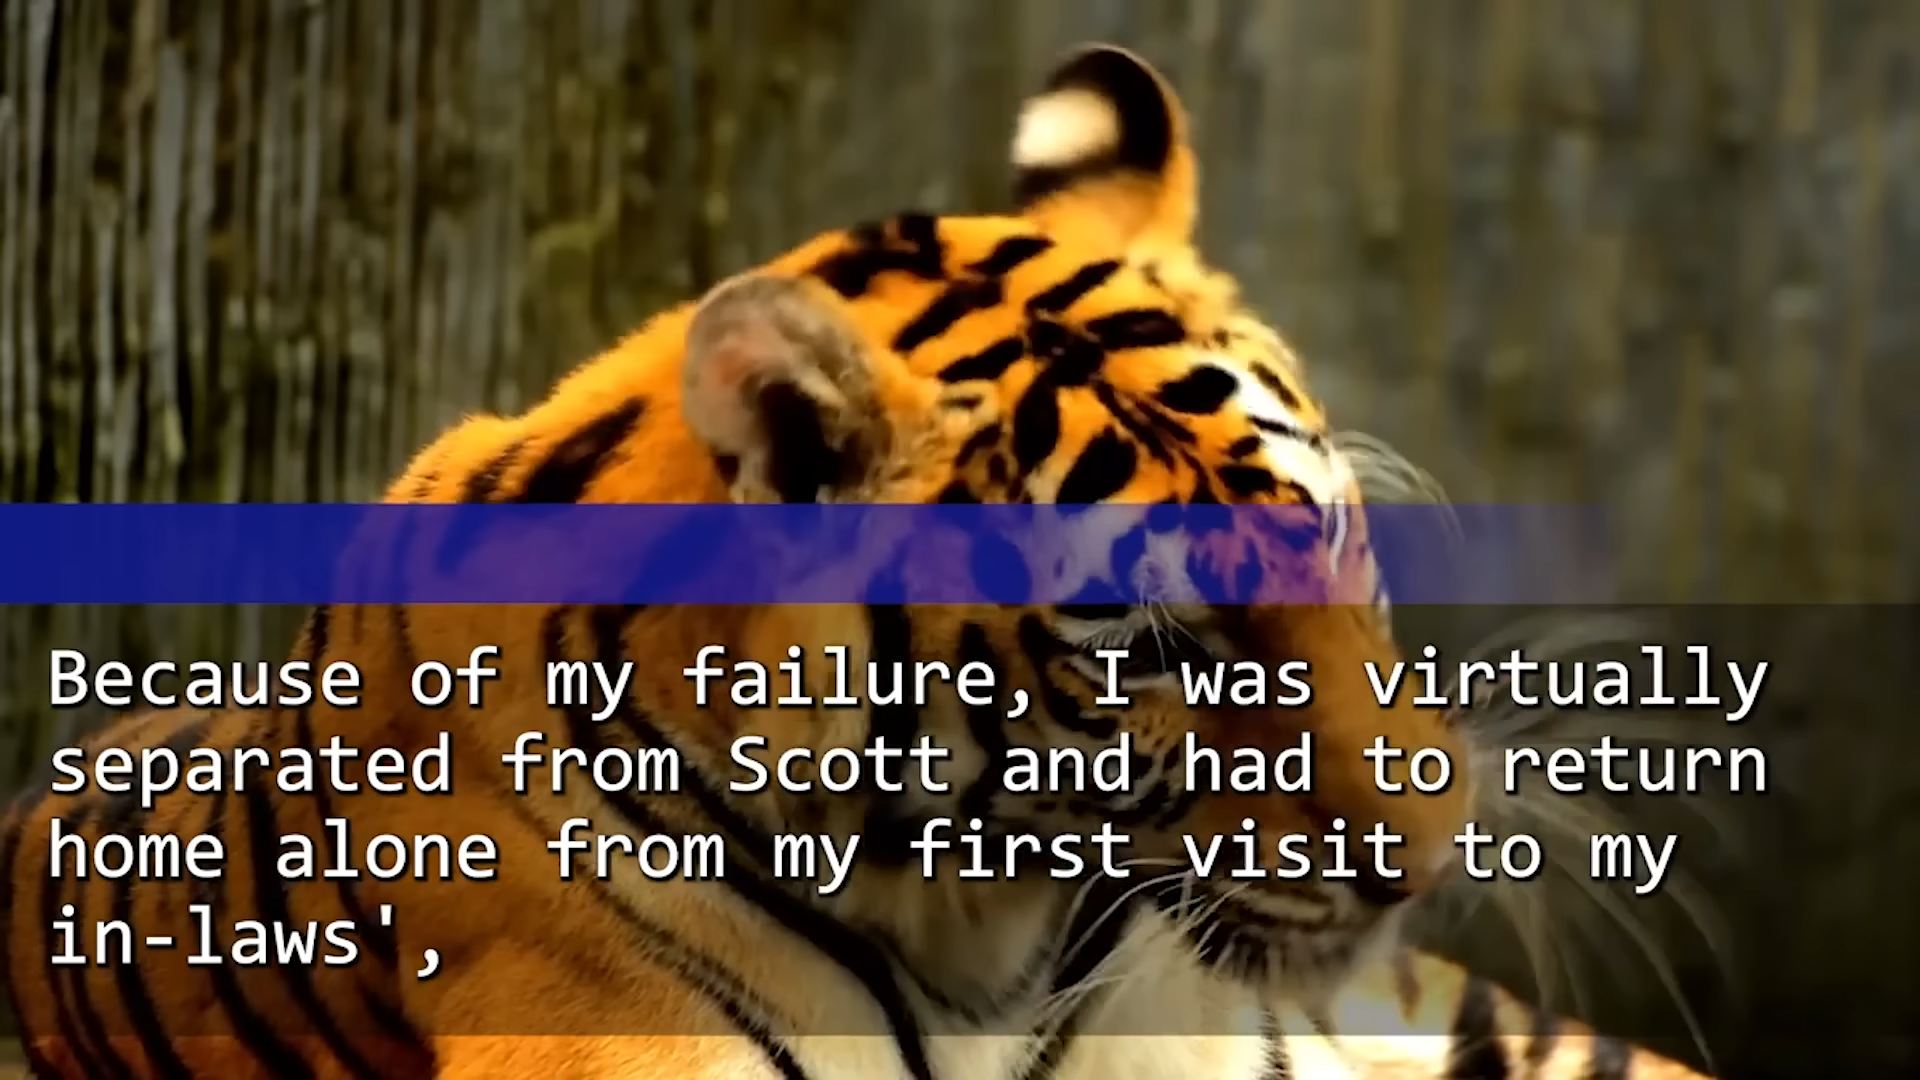 Because of my failure, I was virtually
separated from Scott and had to return
home alone from my first visit to my
in-laws',